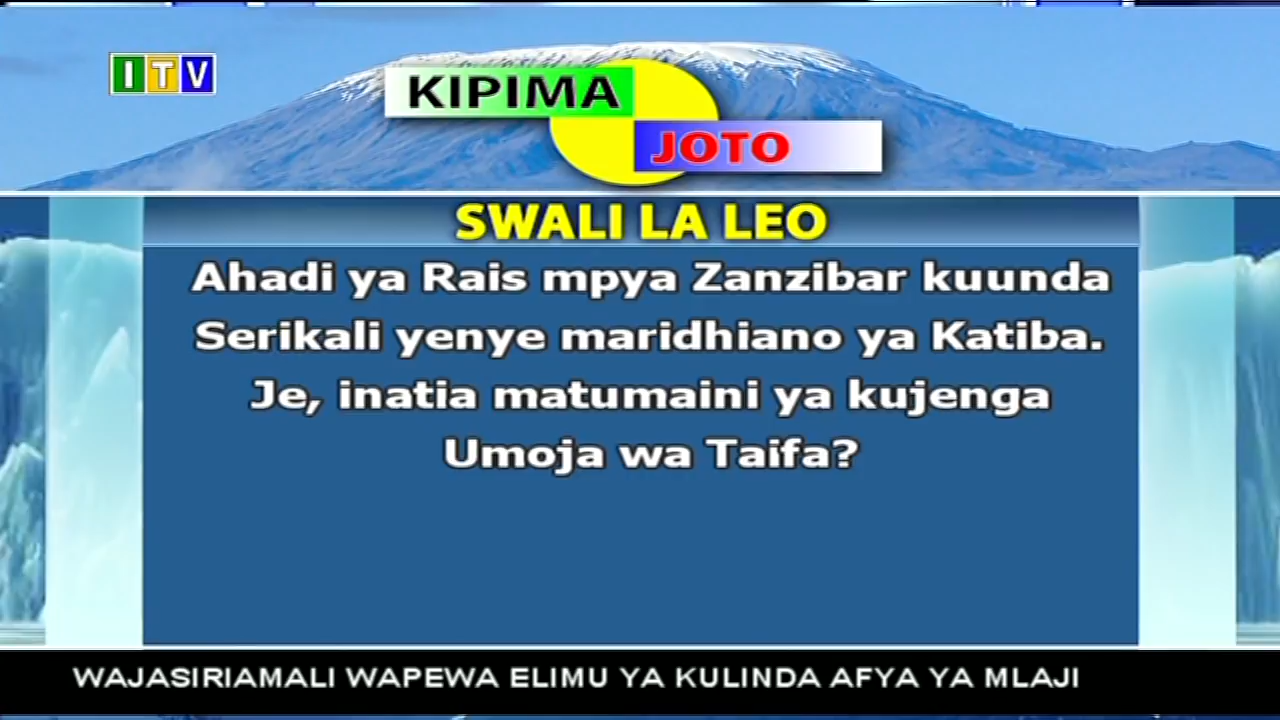 ITV
KIPIMA
JOTO
SWALI LA LEO
Ahadi ya Rais mpya Zanzibar kuunda
Serikali yenye maridhiano ya Katiba.
Je, inatia matumaini ya kujenga
Umoja wa Taifa?
WAJASIRIAMALI WAPEWA ELIMU YA KULINDA AFYA YA MLAJI